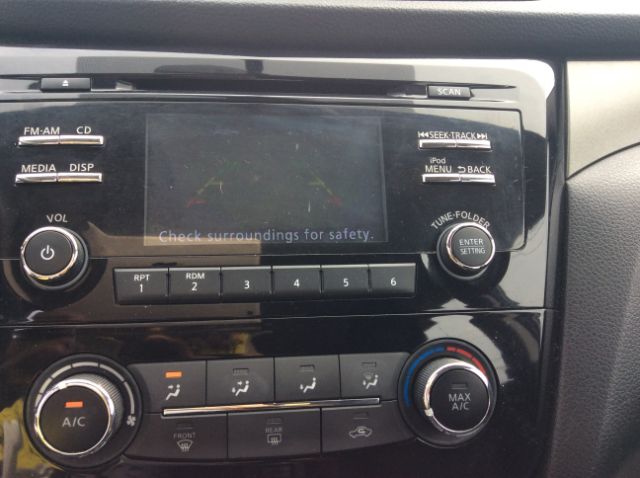 SCAN
FM·AM CD
SEEK·TRACK
MEDIA DISP
iPod
MENU BACK
Check surroundings for safety.
VOL
TUNE·FOLDER
ENTER
SETTING
RPT
1
RDM
2
3
4
5
6
A/C
MAX
A/C
FRONT
REAR